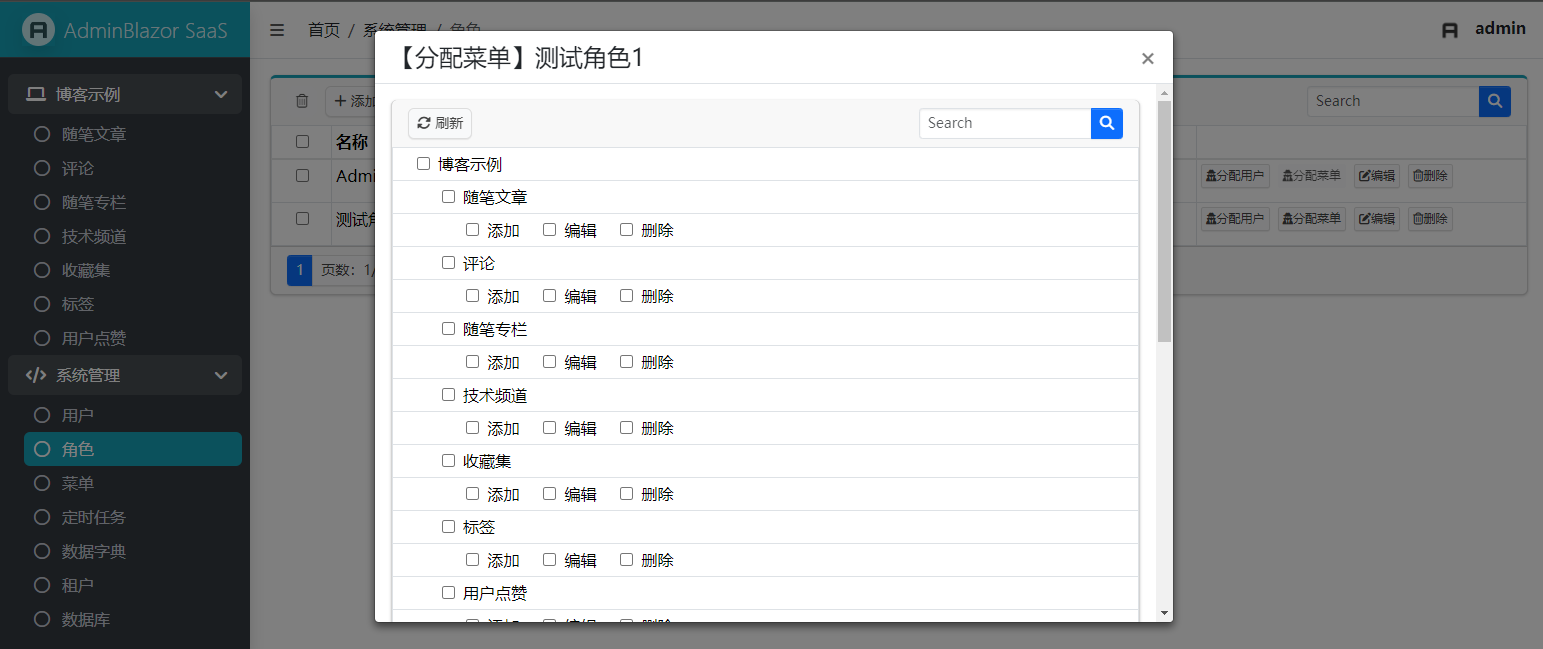 AdminBlazor SaaS
首页 / 系统管理 / 角色
admin
博客示例
随笔文章
评论
随笔专栏
技术频道
收藏集
标签
用户点赞
系统管理
用户
角色
菜单
定时任务
数据字典
租户
数据库
添加
Search
名称
Admi
分配用户 分配菜单 编辑 删除
测试角
分配用户 分配菜单 编辑 删除
1 页数: 1/
【分配菜单】测试角色1
×
刷新
Search
博客示例
随笔文章
添加 编辑 删除
评论
添加 编辑 删除
随笔专栏
添加 编辑 删除
技术频道
添加 编辑 删除
收藏集
添加 编辑 删除
标签
添加 编辑 删除
用户点赞
添加 编辑 删除